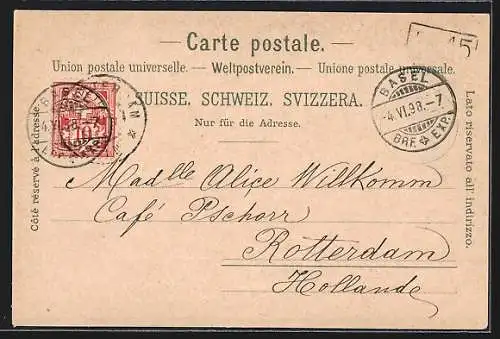 Carte postale.
Union postale universelle. — Weltpostverein. — Unione postale universale.
SUISSE. SCHWEIZ. SVIZZERA.
Nur für die Adresse.
Côté réservé à l'adresse.
Lato riservato all' indirizzo.
BASEL
-4.VI.98.-7
BRF. EXP.
BASEL
Madlle Alice Willkomm
Café Pschorr
Rotterdam
Hollande